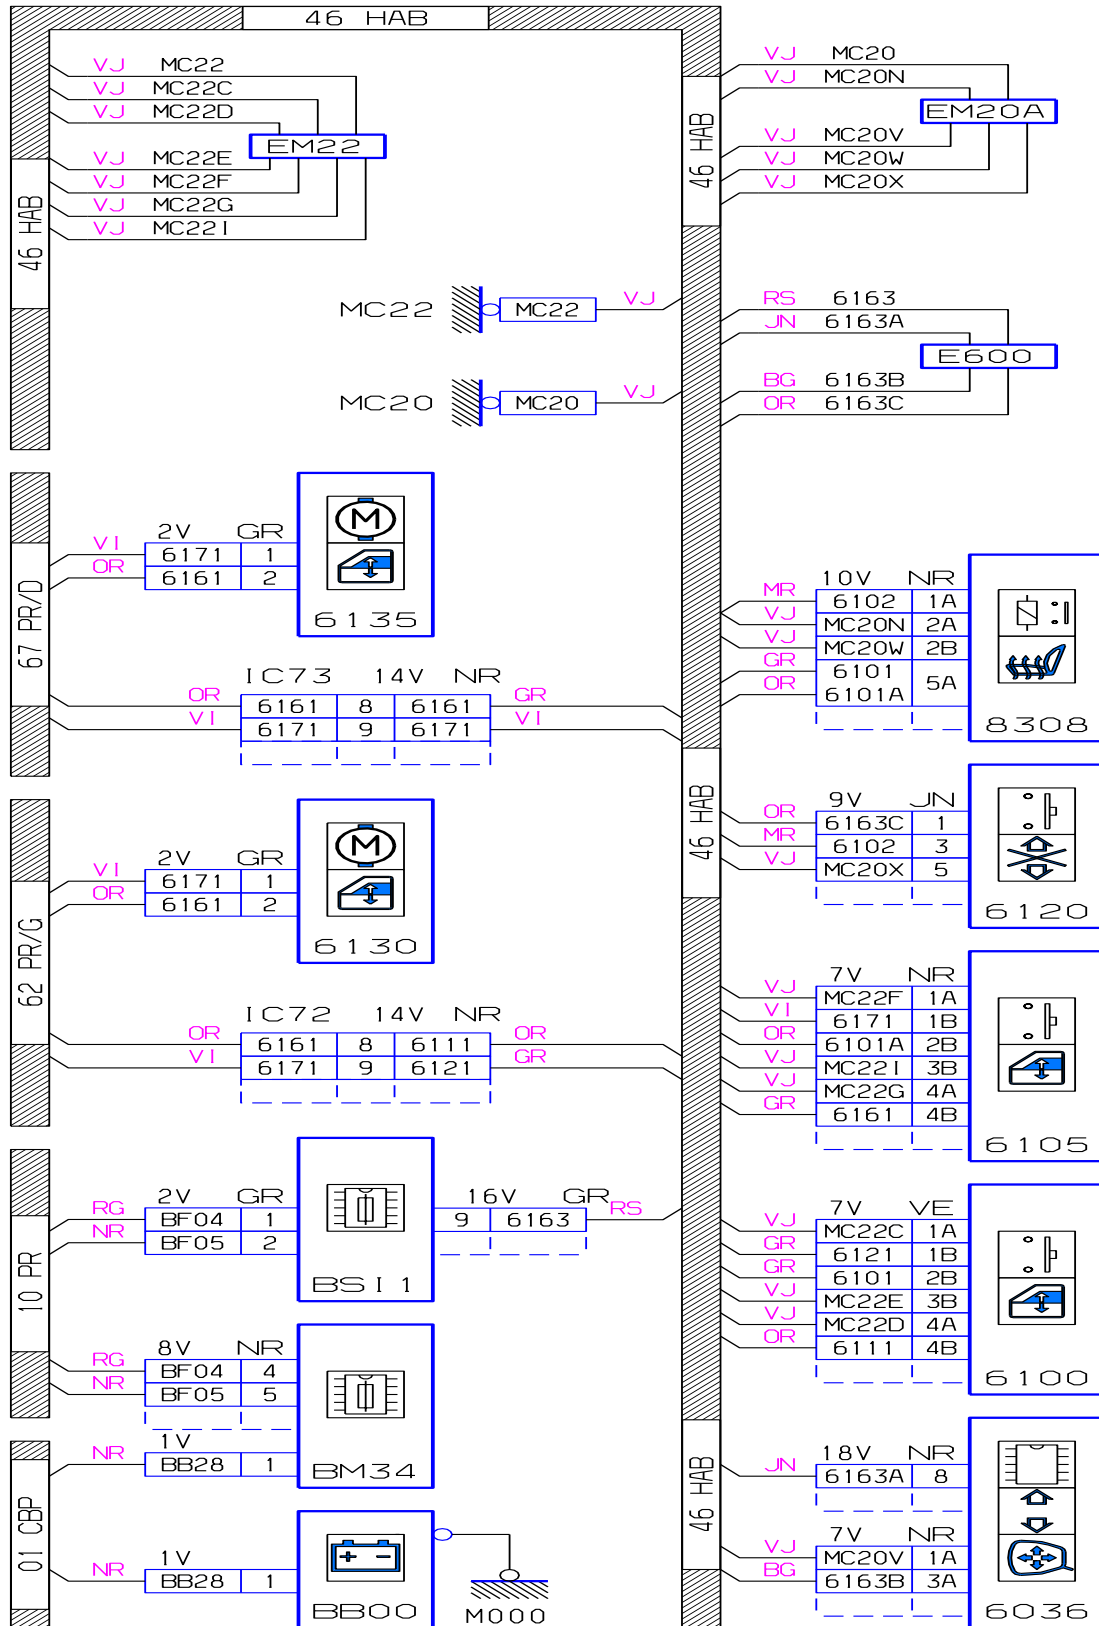 46 HAB
VJ MC22
VJ MC22C
VJ MC22D
EM22
VJ MC22E
VJ MC22F
VJ MC22G
VJ MC22I
46 HAB
VJ MC20
VJ MC20N
EM20A
VJ MC20V
VJ MC20W
VJ MC20X
46 HAB
MC22 MC22 VJ
MC20 MC20 VJ
RS 6163
JN 6163A
E600
BG 6163B
OR 6163C
67 PR/D
2V GR
VI 6171 1
OR 6161 2
M
6135
IC73 14V NR
OR 6161 8 6161 GR
VI 6171 9 6171 VI
62 PR/G
2V GR
VI 6171 1
OR 6161 2
M
6130
IC72 14V NR
OR 6161 8 6111 OR
VI 6171 9 6121 GR
10 PR
2V GR
RG BF04 1
NR BF05 2
BSI1
16V GR
9 6163 RS
8V NR
RG BF04 4
NR BF05 5
1V
NR BB28 1
BM34
01 CBP
1V
NR BB28 1
+ -
BB00
M000
10V NR
MR 6102 1A
VJ MC20N 2A
VJ MC20W 2B
GR 6101
OR 6101A 5A
8308
46 HAB
9V JN
OR 6163C 1
MR 6102 3
VJ MC20X 5
6120
7V NR
VJ MC22F 1A
VI 6171 1B
OR 6101A 2B
VJ MC22I 3B
VJ MC22G 4A
GR 6161 4B
6105
7V VE
VJ MC22C 1A
GR 6121 1B
GR 6101 2B
VJ MC22E 3B
VJ MC22D 4A
OR 6111 4B
6100
46 HAB
18V NR
JN 6163A 8
7V NR
VJ MC20V 1A
BG 6163B 3A
6036